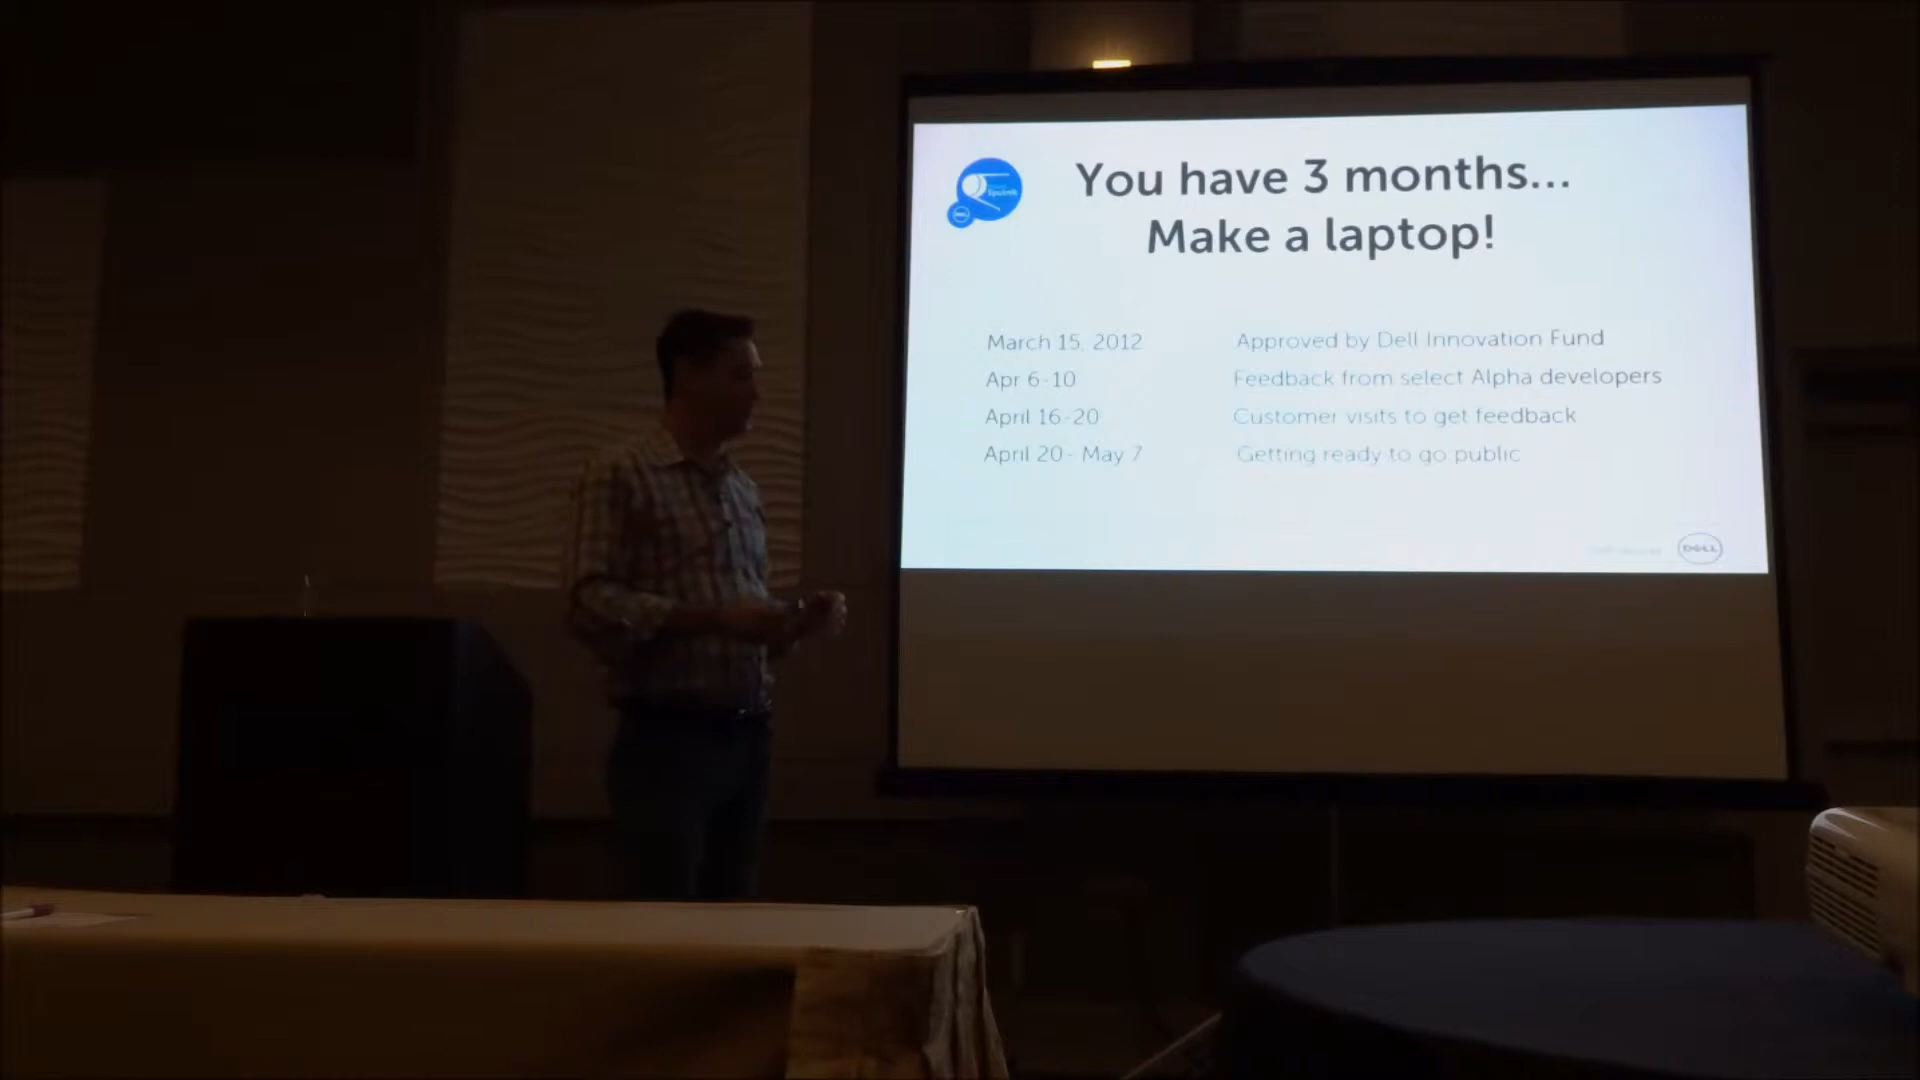 You have 3 months...
Make a laptop!
Sputnik
DELL
March 15, 2012 Approved by Dell Innovation Fund
Apr 6-10 Feedback from select Alpha developers
April 16-20 Customer visits to get feedback
April 20 - May 7 Getting ready to go public
DELL